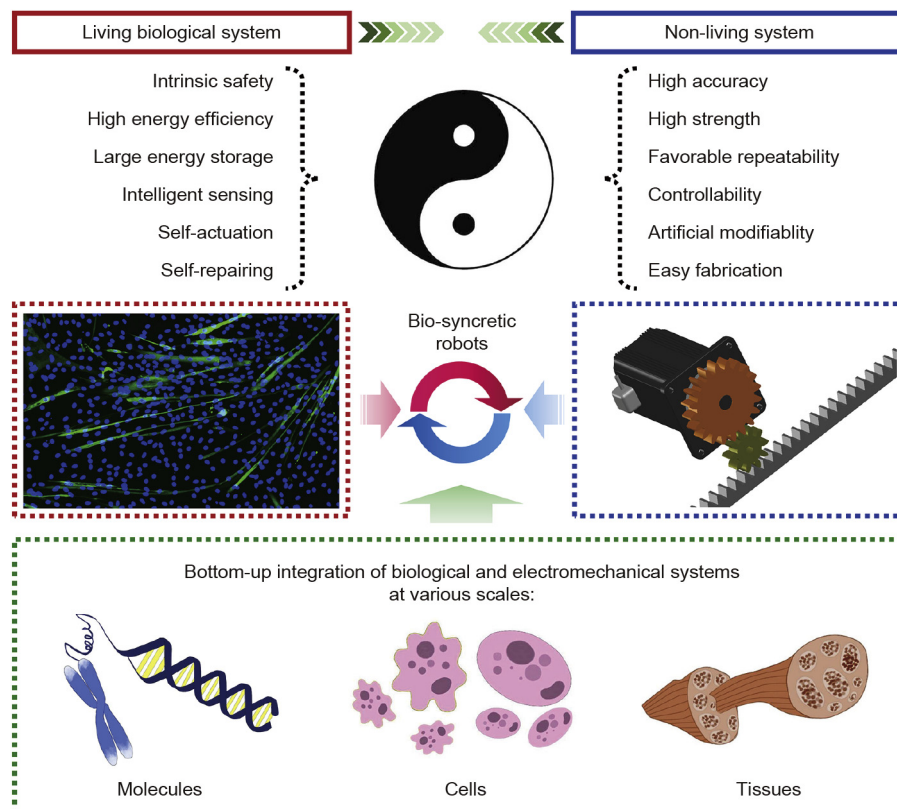 Living biological system
Non-living system
Intrinsic safety
High energy efficiency
Large energy storage
Intelligent sensing
Self-actuation
Self-repairing
High accuracy
High strength
Favorable repeatability
Controllability
Artificial modifiablity
Easy fabrication
Bio-syncretic
robots
Bottom-up integration of biological and electromechanical systems
at various scales:
Molecules
Cells
Tissues